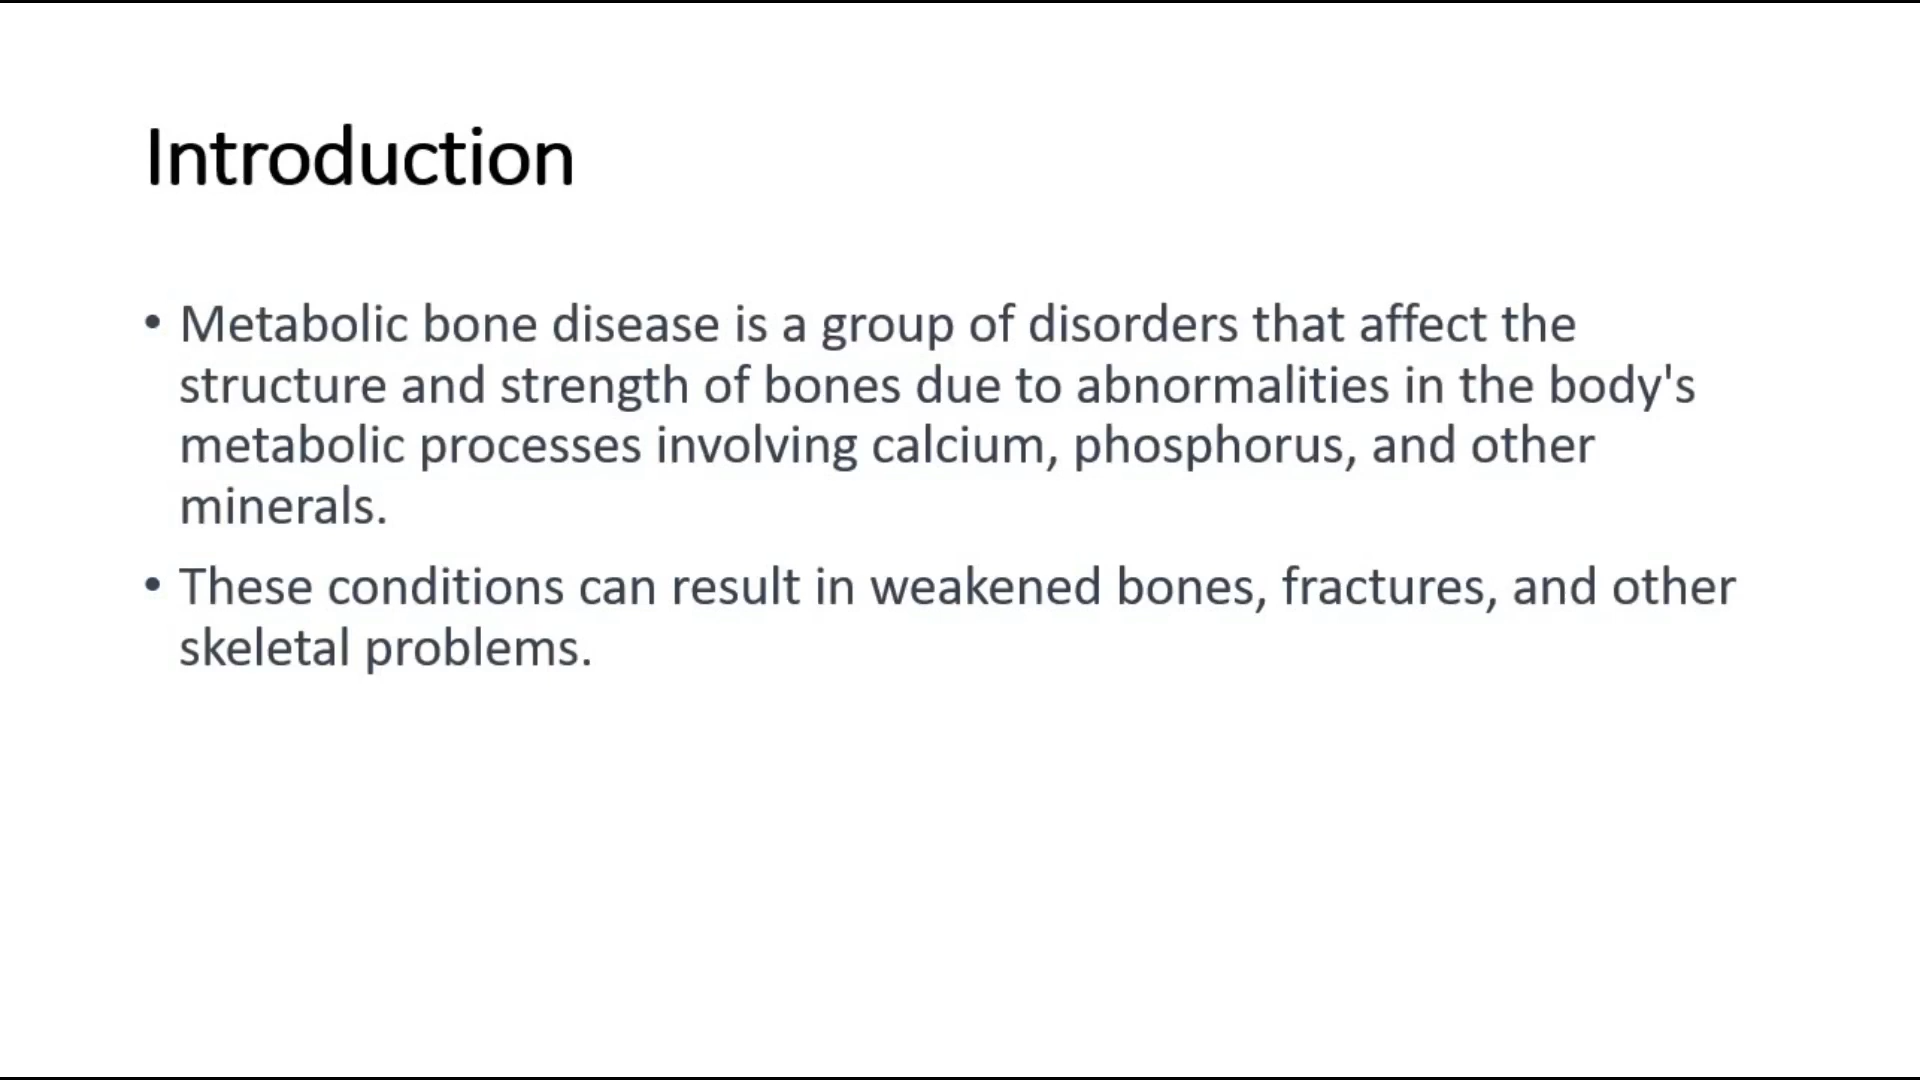 Introduction
• Metabolic bone disease is a group of disorders that affect the
structure and strength of bones due to abnormalities in the body's
metabolic processes involving calcium, phosphorus, and other
minerals.
• These conditions can result in weakened bones, fractures, and other
skeletal problems.